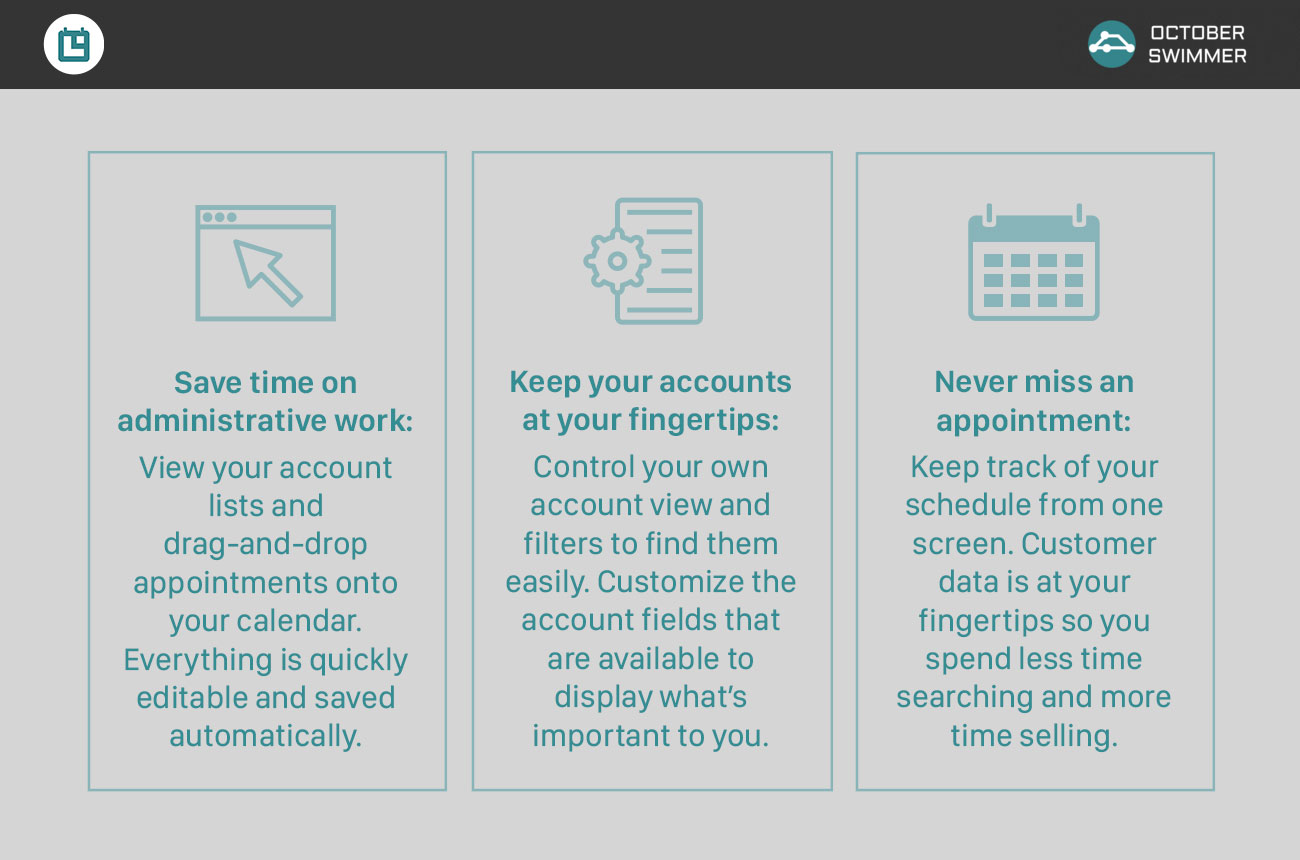 OCTOBER
SWIMMER
Save time on
administrative work:
View your account
lists and
drag-and-drop
appointments onto
your calendar.
Everything is quickly
editable and saved
automatically.
Keep your accounts
at your fingertips:
Control your own
account view and
filters to find them
easily. Customize the
account fields that
are available to
display what's
important to you.
Never miss an
appointment:
Keep track of your
schedule from one
screen. Customer
data is at your
fingertips so you
spend less time
searching and more
time selling.